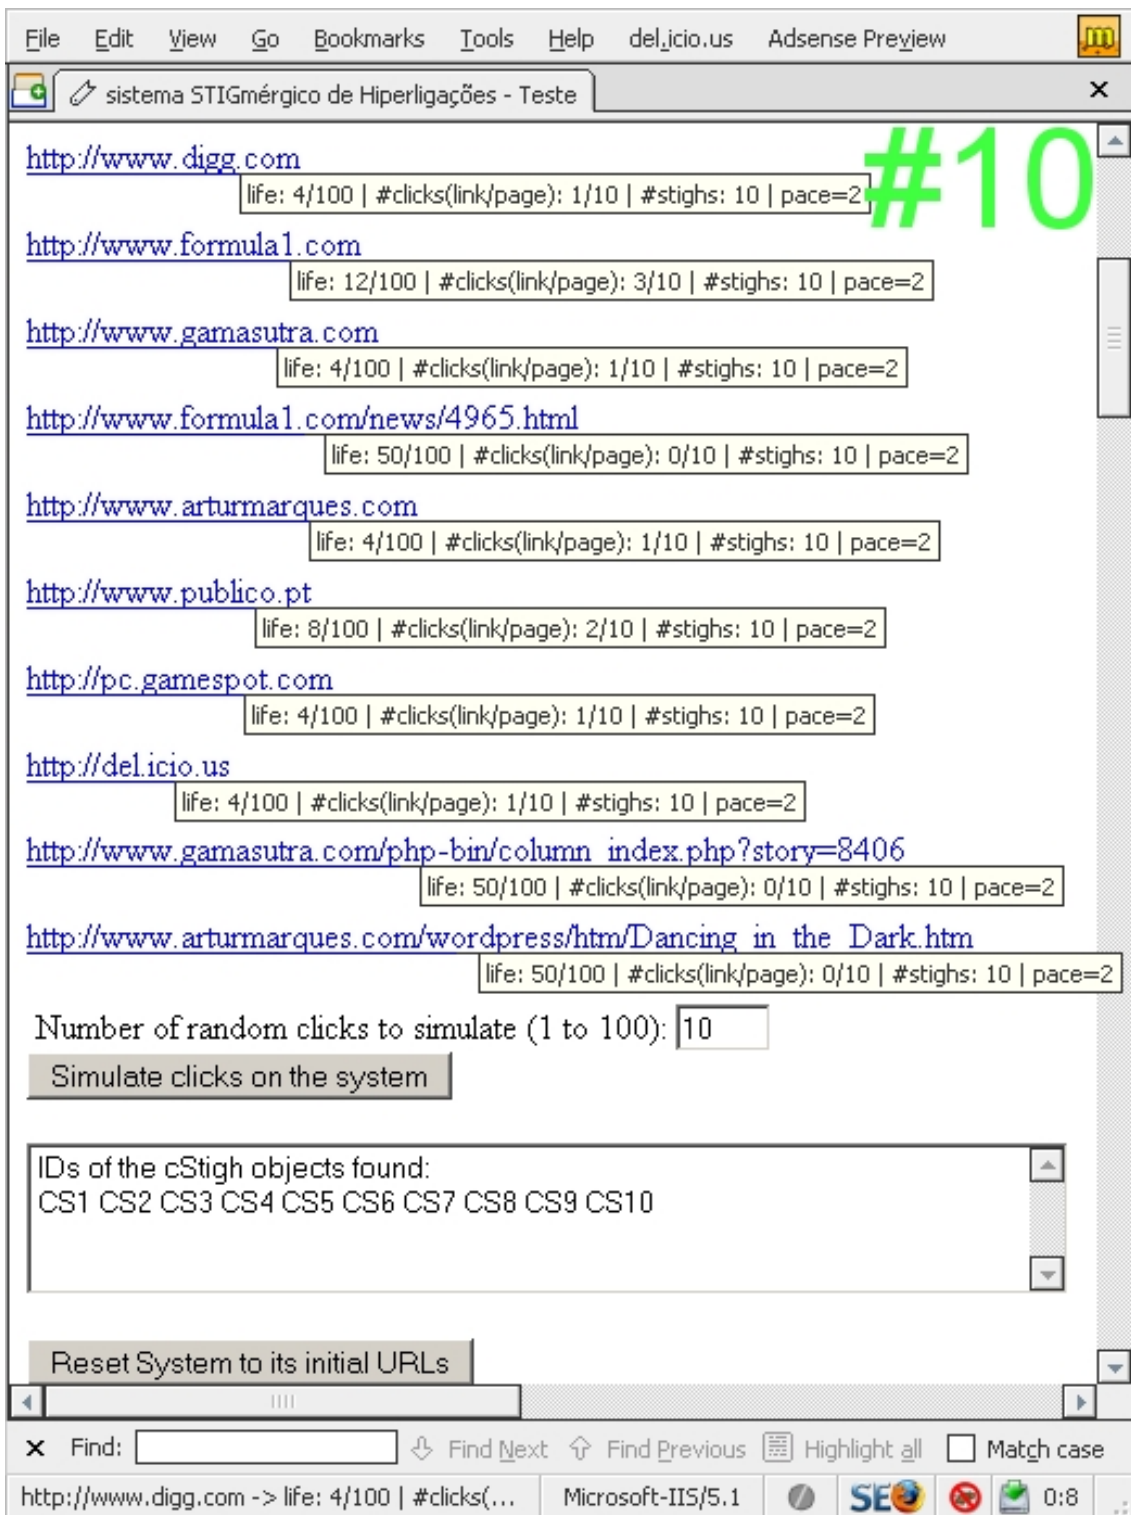 File Edit View Go Bookmarks Tools Help del.icio.us Adsense Preview
sistema STIGmérgico de Hiperligações - Teste
#10
http://www.digg.com
life: 4/100 | #clicks(link/page): 1/10 | #stighs: 10 | pace=2
http://www.formula1.com
life: 12/100 | #clicks(link/page): 3/10 | #stighs: 10 | pace=2
http://www.gamasutra.com
life: 4/100 | #clicks(link/page): 1/10 | #stighs: 10 | pace=2
http://www.formula1.com/news/4965.html
life: 50/100 | #clicks(link/page): 0/10 | #stighs: 10 | pace=2
http://www.arturmarques.com
life: 4/100 | #clicks(link/page): 1/10 | #stighs: 10 | pace=2
http://www.publico.pt
life: 8/100 | #clicks(link/page): 2/10 | #stighs: 10 | pace=2
http://pc.gamespot.com
life: 4/100 | #clicks(link/page): 1/10 | #stighs: 10 | pace=2
http://del.icio.us
life: 4/100 | #clicks(link/page): 1/10 | #stighs: 10 | pace=2
http://www.gamasutra.com/php-bin/column_index.php?story=8406
life: 50/100 | #clicks(link/page): 0/10 | #stighs: 10 | pace=2
http://www.arturmarques.com/wordpress/htm/Dancing_in_the_Dark.htm
life: 50/100 | #clicks(link/page): 0/10 | #stighs: 10 | pace=2
Number of random clicks to simulate (1 to 100): 10
Simulate clicks on the system
IDs of the cStigh objects found:
CS1 CS2 CS3 CS4 CS5 CS6 CS7 CS8 CS9 CS10
Reset System to its initial URLs
Find: Find Next Find Previous Highlight all Match case
http://www.digg.com -> life: 4/100 | #clicks(... Microsoft-IIS/5.1 SEO 0:8